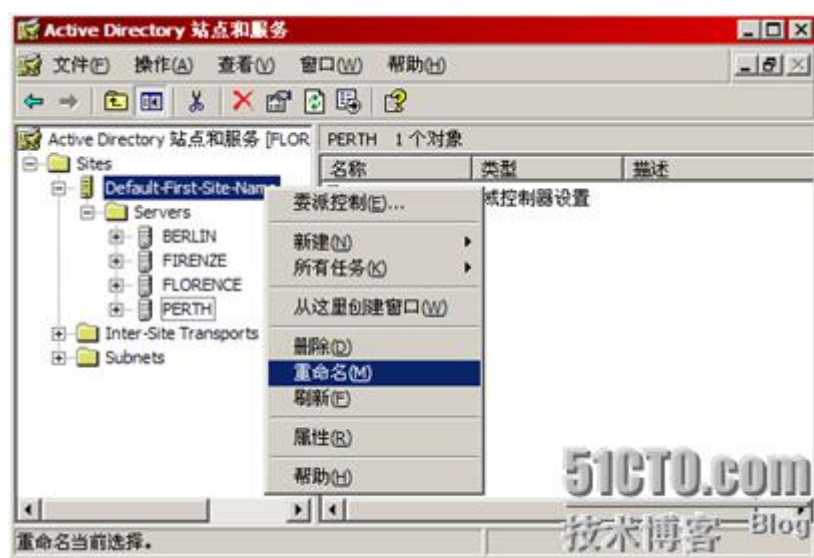 Active Directory 站点和服务
文件(F) 操作(A) 查看(V) 窗口(W) 帮助(H)
Active Directory 站点和服务 [FLOR
PERTH 1 个对象
Sites
名称 类型 描述
Default-First-Site-Name
域控制器设置
Servers
BERLIN
FIRENZE
FLORENCE
PERTH
Inter-Site Transports
Subnets
委派控制(E)...
新建(N)
所有任务(K)
从这里创建窗口(W)
删除(D)
重命名(M)
刷新(F)
属性(R)
帮助(H)
重命名当前选择。
51CTO.com
技术博客 Blog